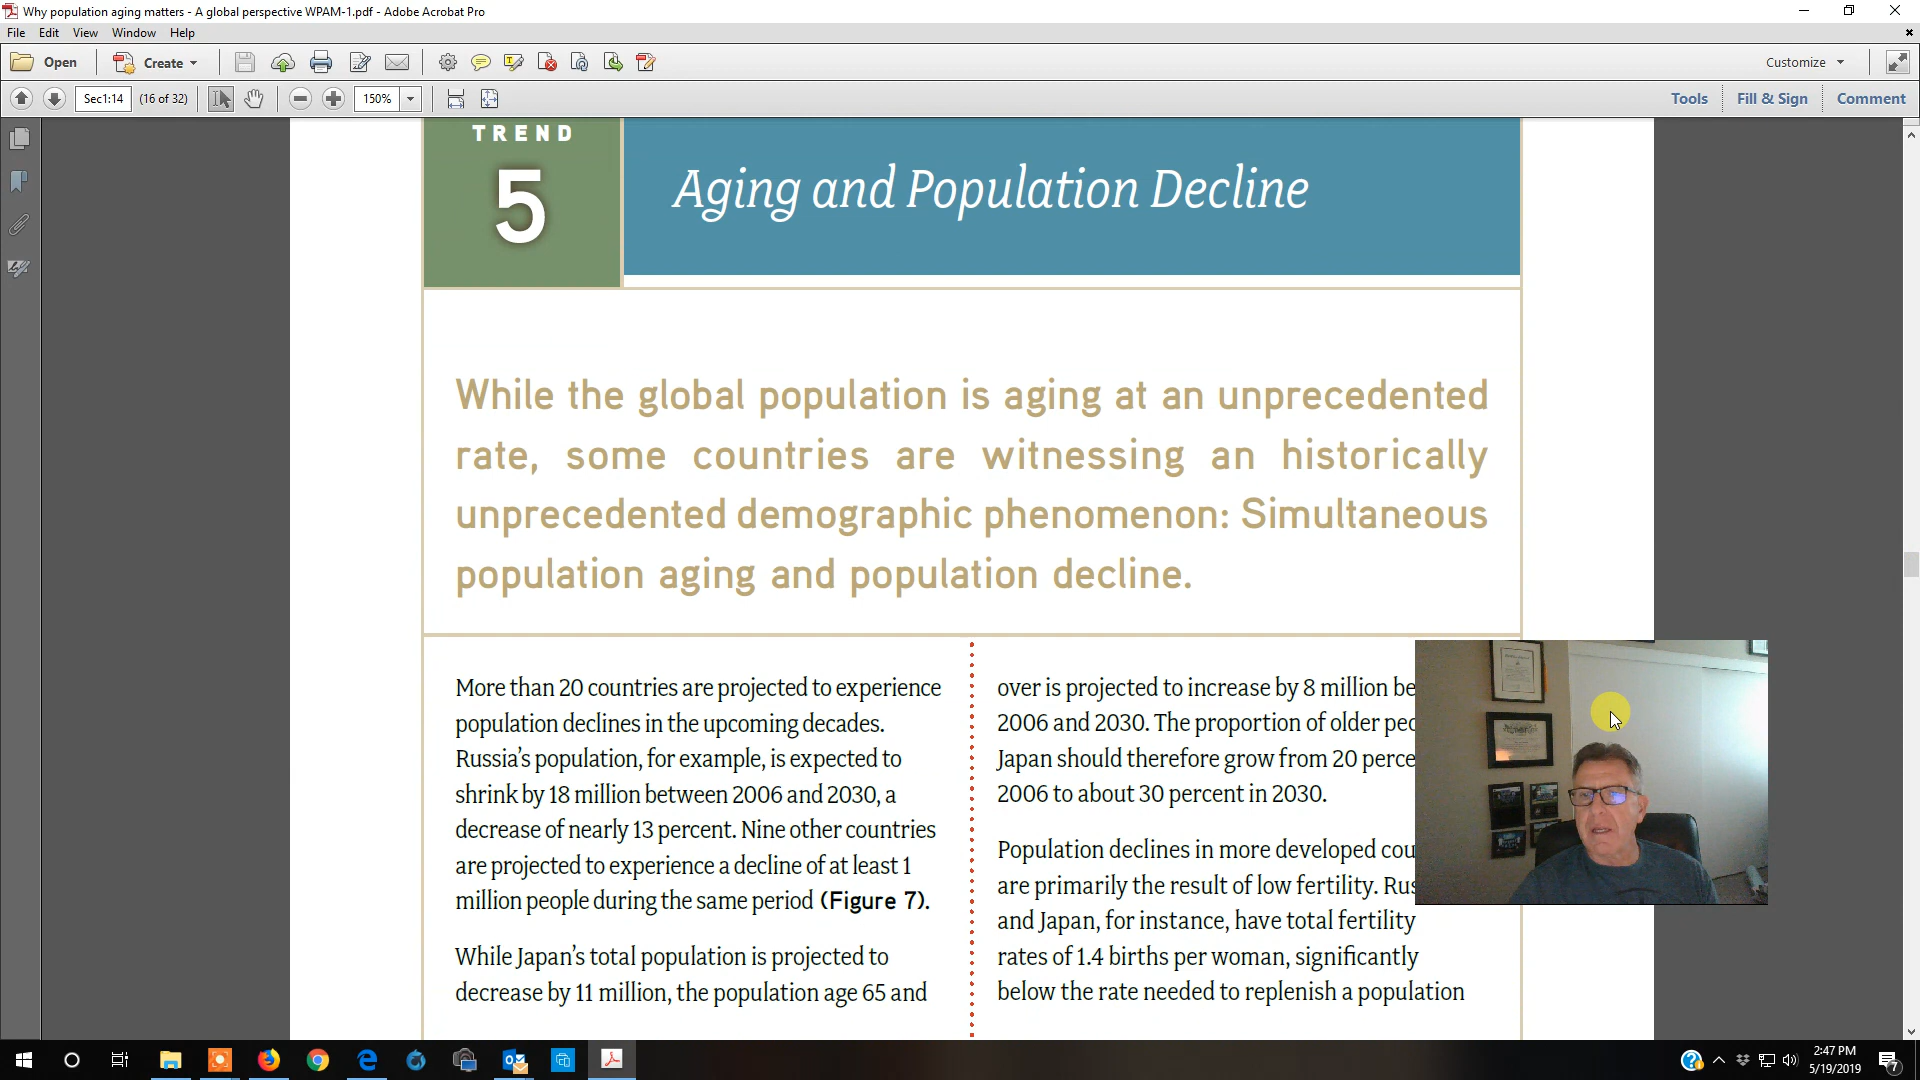 Why population aging matters - A global perspective WPAM-1.pdf - Adobe Acrobat Pro
File Edit View Window Help
Open Create Customize
Sec1:14 (16 of 32) 150% Tools Fill & Sign Comment
TREND
5
Aging and Population Decline
While the global population is aging at an unprecedented
rate, some countries are witnessing an historically
unprecedented demographic phenomenon: Simultaneous
population aging and population decline.
More than 20 countries are projected to experience
population declines in the upcoming decades.
Russia's population, for example, is expected to
shrink by 18 million between 2006 and 2030, a
decrease of nearly 13 percent. Nine other countries
are projected to experience a decline of at least 1
million people during the same period (Figure 7).
While Japan's total population is projected to
decrease by 11 million, the population age 65 and
over is projected to increase by 8 million be
2006 and 2030. The proportion of older peo
Japan should therefore grow from 20 perce
2006 to about 30 percent in 2030.
Population declines in more developed cou
are primarily the result of low fertility. Rus
and Japan, for instance, have total fertility
rates of 1.4 births per woman, significantly
below the rate needed to replenish a population
2:47 PM
5/19/2019
7